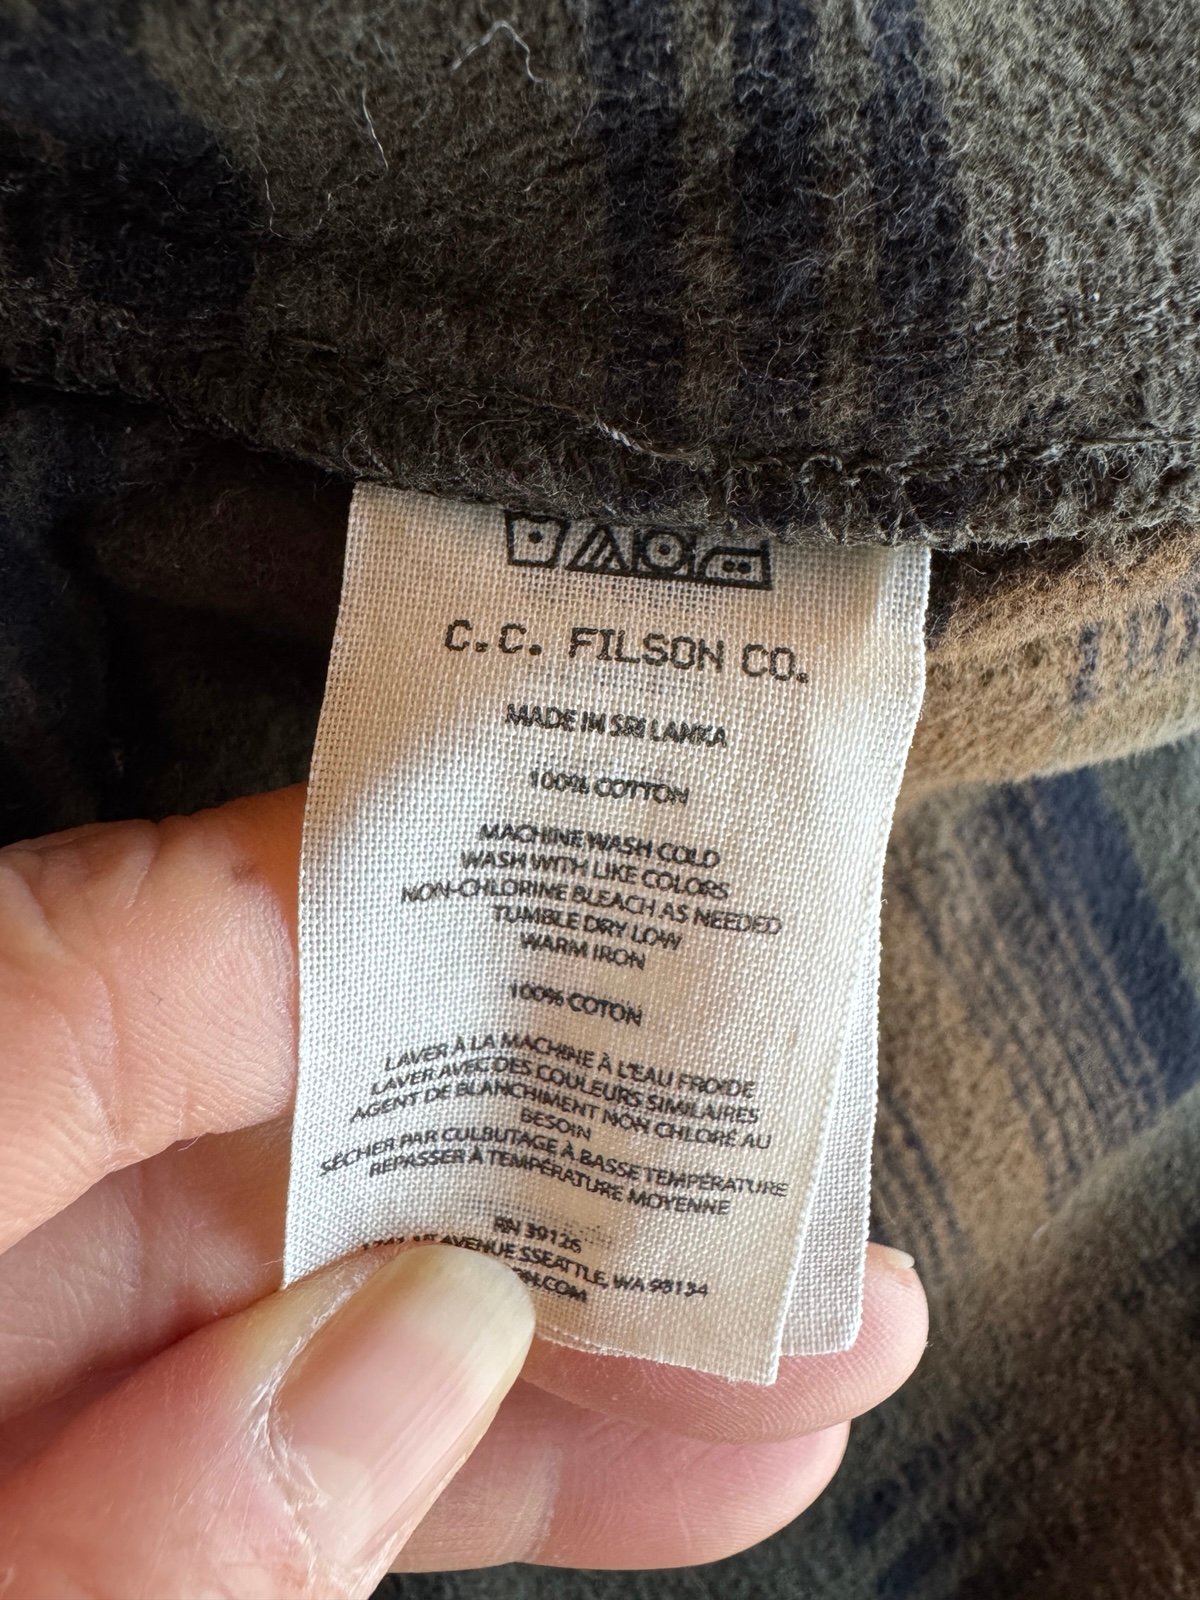 C.C. FILSON CO.
MADE IN SRI LANKA
100% COTTON
MACHINE WASH COLD
WASH WITH LIKE COLORS
NON-CHLORINE BLEACH AS NEEDED
TUMBLE DRY LOW
WARM IRON
100% COTON
LAVER À LA MACHINE À L'EAU FROIDE
LAVER AVEC DES COULEURS SIMILAIRES
AGENT DE BLANCHIMENT NON CHLORÉ AU
BESOIN
SÉCHER PAR CULBUTAGE À BASSE TEMPÉRATURE
REPASSER À TEMPÉRATURE MOYENNE
RN 39126
AVENUE SSEATTLE, WA 98134